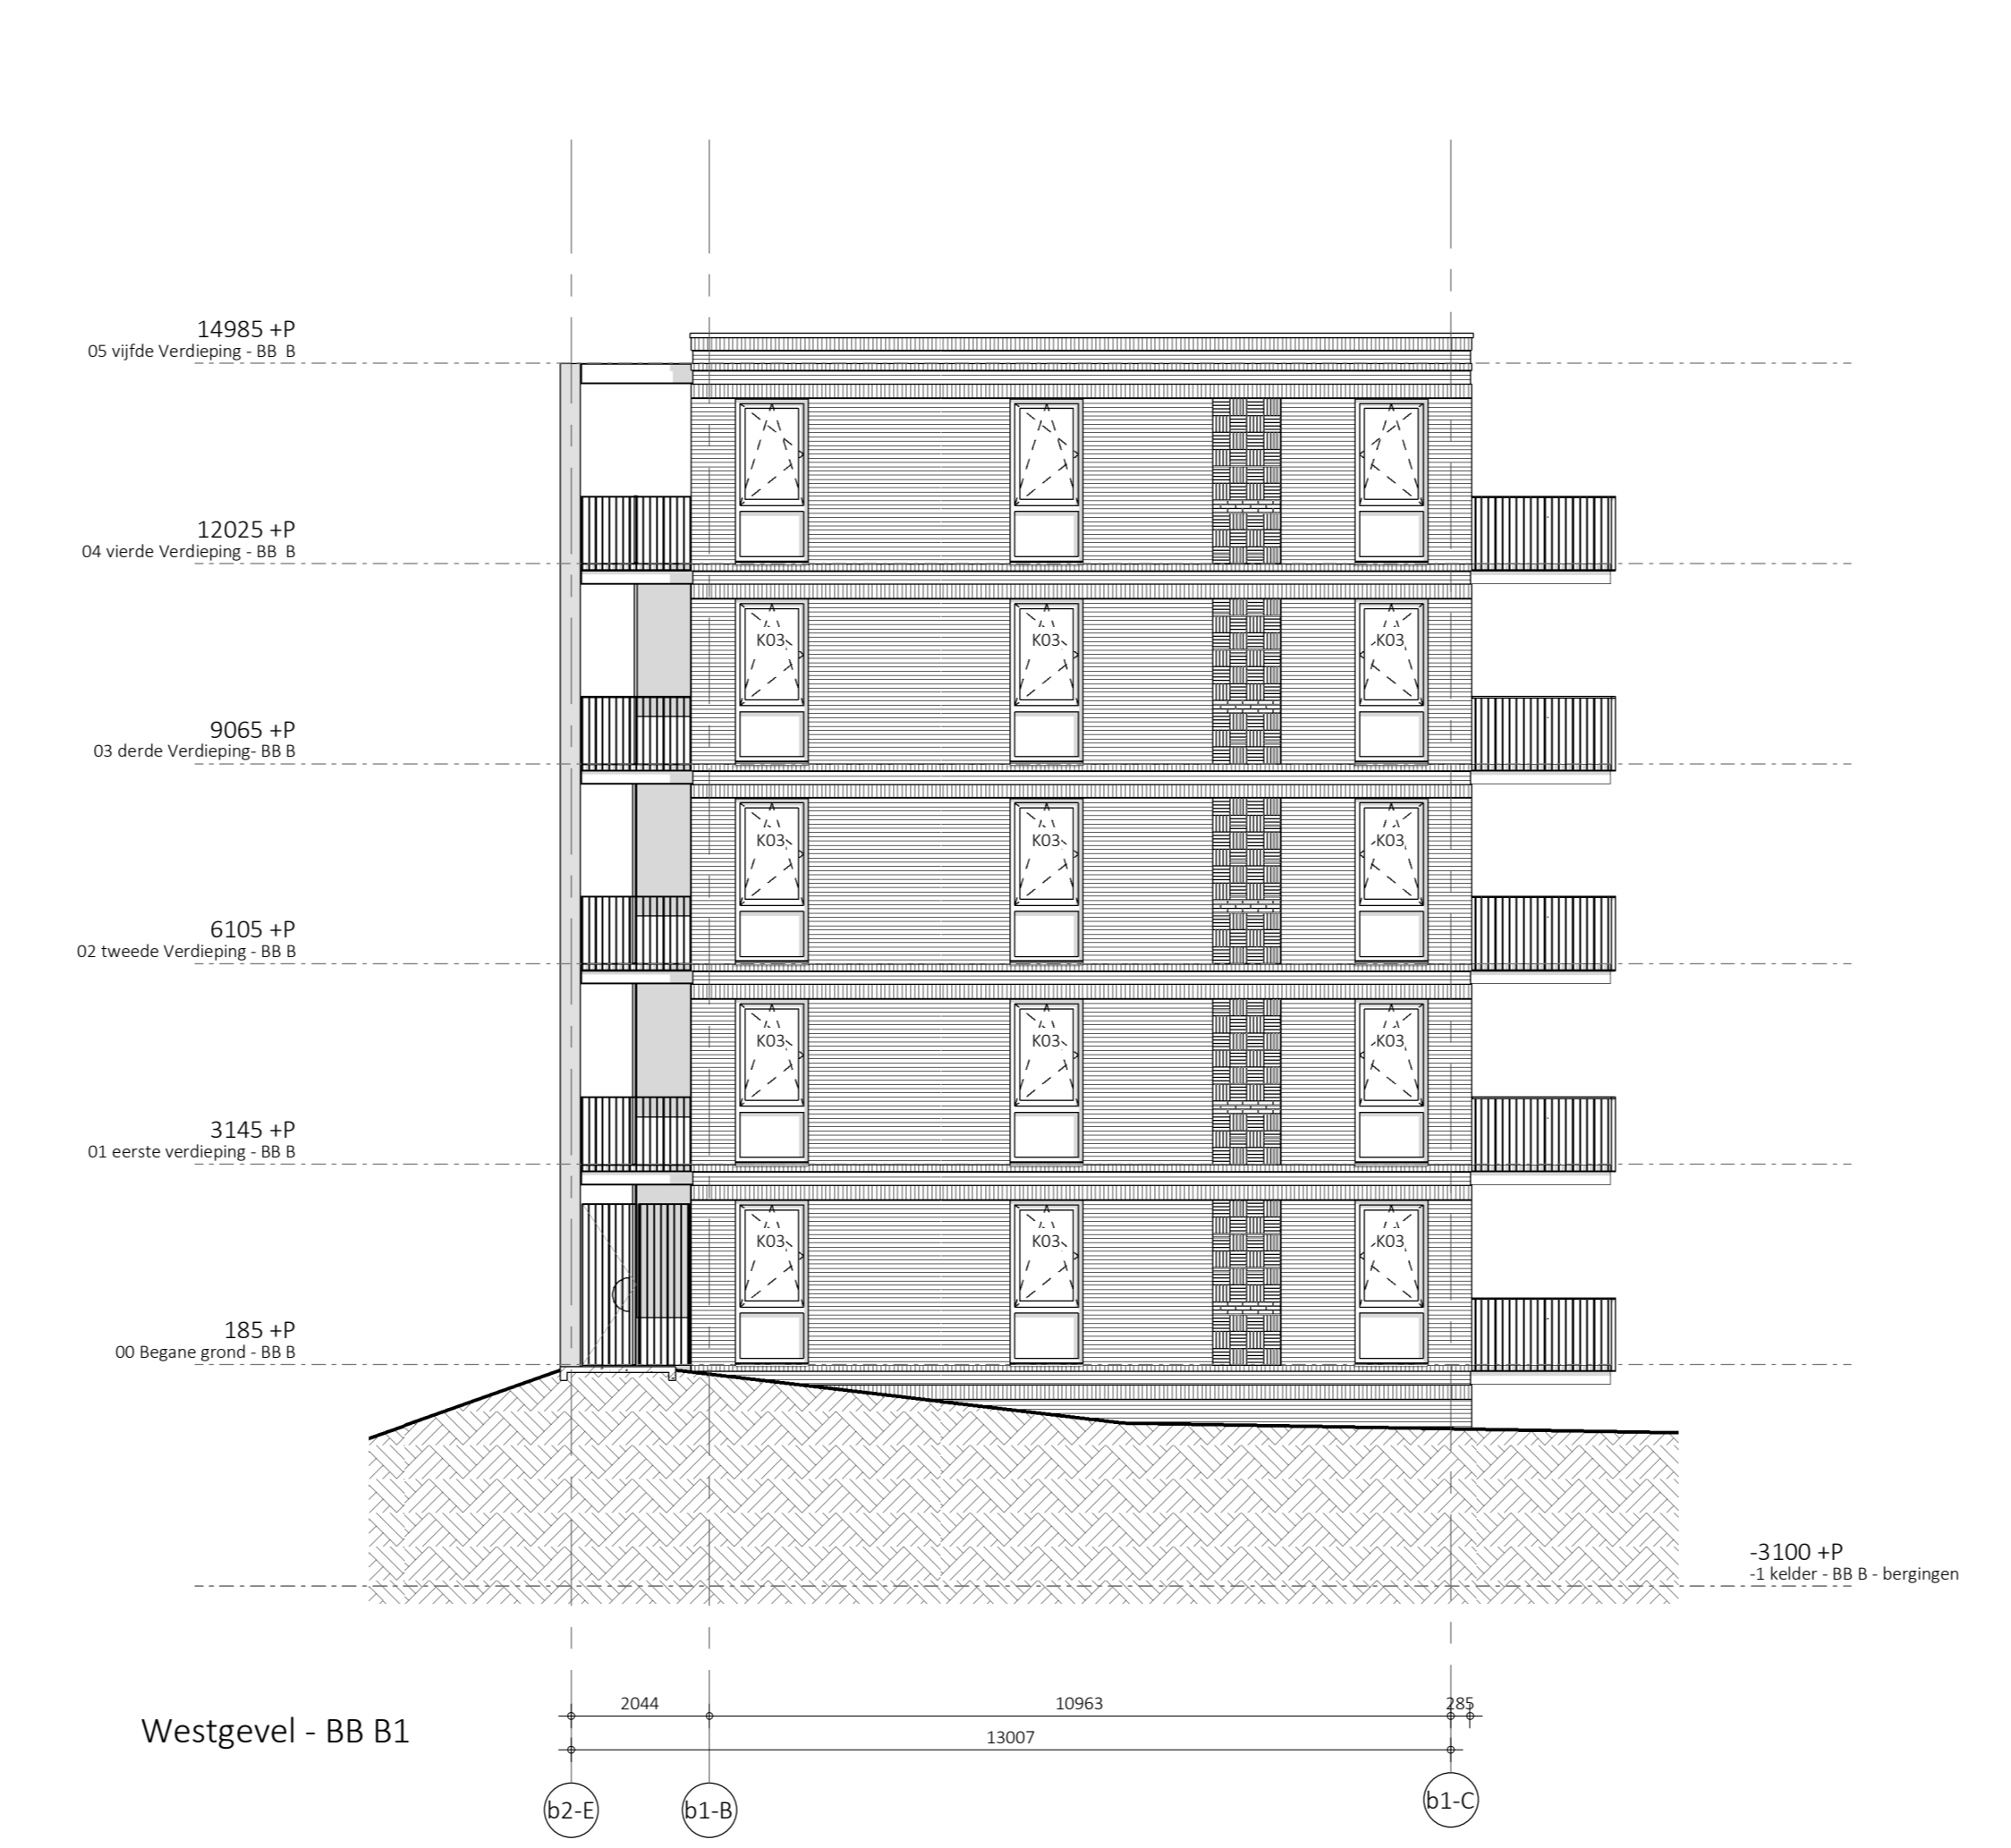 14985 +P
05 vijfde Verdieping - BB B
12025 +P
04 vierde Verdieping - BB B
K03 K03 K03
9065 +P
03 derde Verdieping- BB B
K03 K03 K03
6105 +P
02 tweede Verdieping - BB B
K03 K03 K03
3145 +P
01 eerste verdieping - BB B
K03 K03 K03
185 +P
00 Begane grond - BB B
-3100 +P
-1 kelder - BB B - bergingen
2044 10963 285
Westgevel - BB B1
13007
b2-E b1-B b1-C